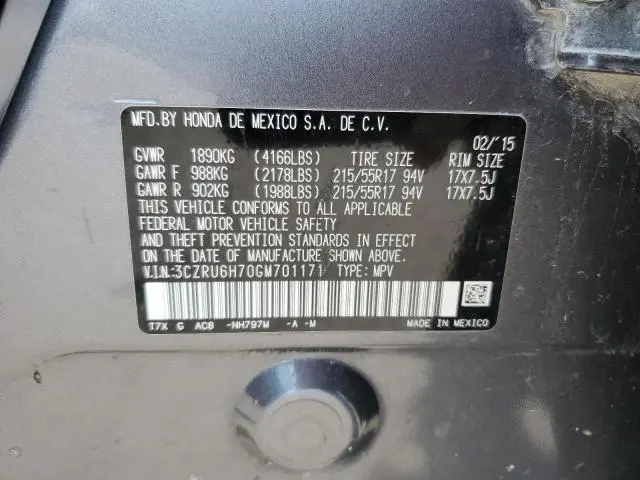 MFD.BY HONDA DE MEXICO S.A. DE C.V.
02/'15
GVWR 1890KG (4166LBS) TIRE SIZE RIM SIZE
GAWR F 988KG (2178LBS) 215/55R17 94V 17X7.5J
GAWR R 902KG (1988LBS) 215/55R17 94V 17X7.5J
THIS VEHICLE CONFORMS TO ALL APPLICABLE
FEDERAL MOTOR VEHICLE SAFETY
AND THEFT PREVENTION STANDARDS IN EFFECT
ON THE DATE OF MANUFACTURE SHOWN ABOVE.
V.I.N.:3CZRU6H70GM701171 TYPE: MPV
T7X G AC8 -NH797M -A -M MADE IN MEXICO